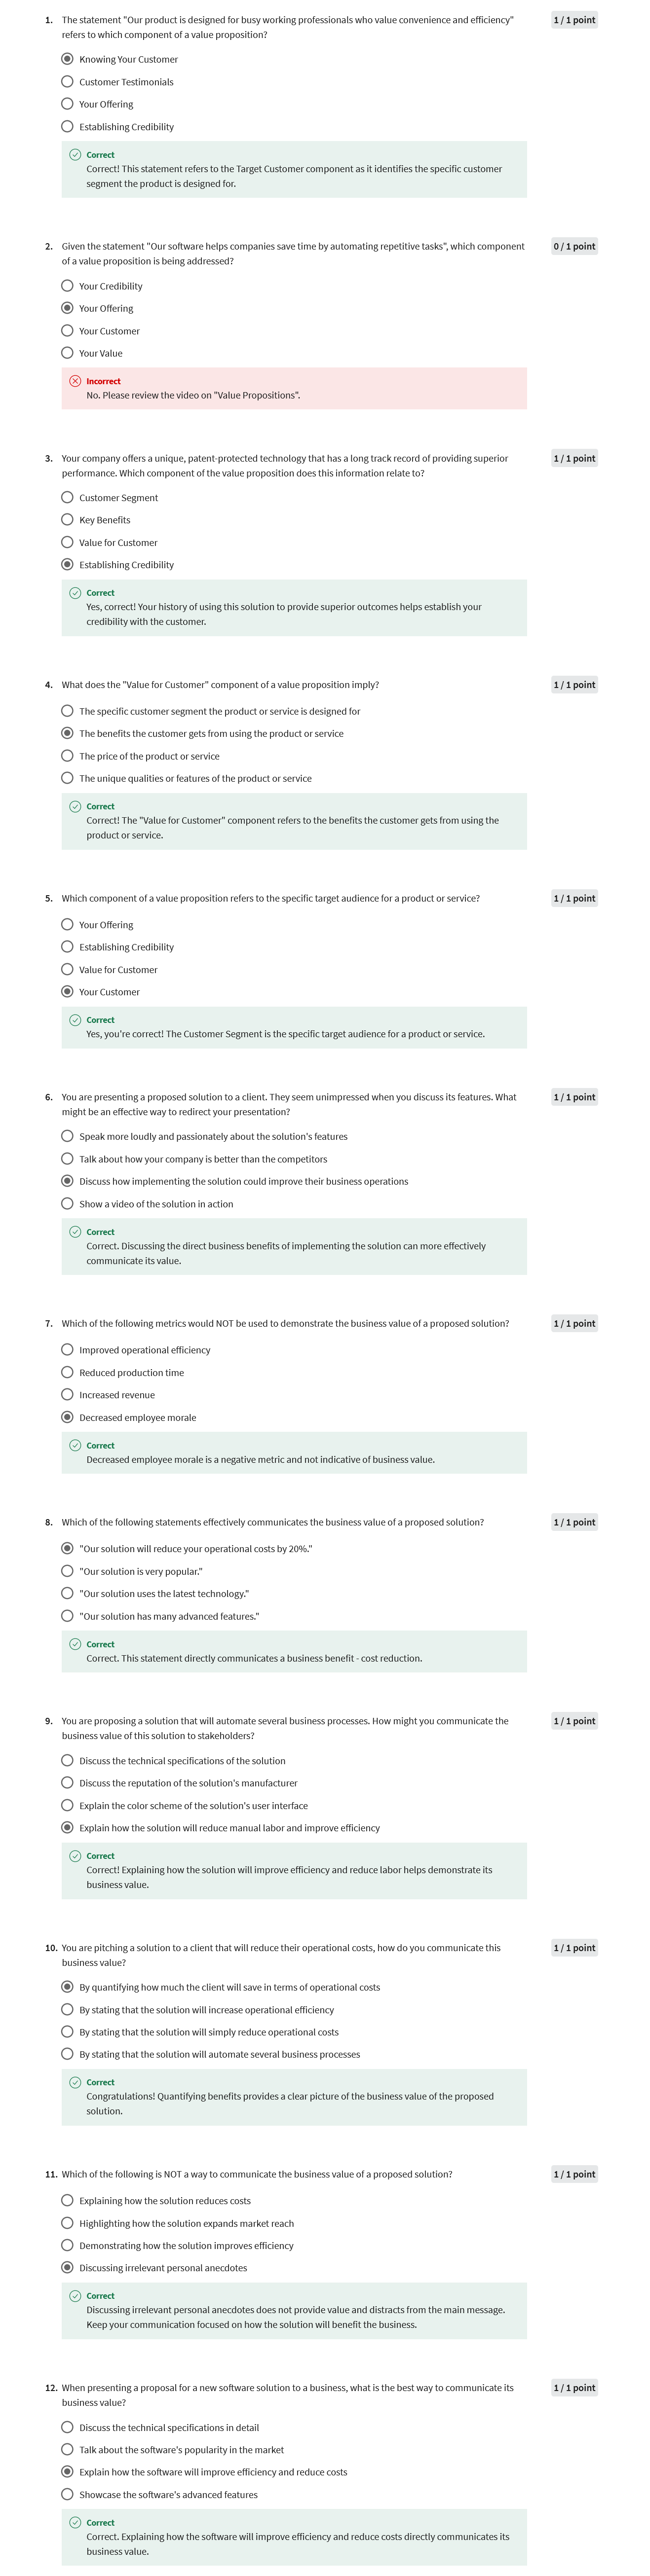 1. The statement "Our product is designed for busy working professionals who value convenience and efficiency"
refers to which component of a value proposition?
1 / 1 point
Knowing Your Customer
Customer Testimonials
Your Offering
Establishing Credibility
Correct
Correct! This statement refers to the Target Customer component as it identifies the specific customer
segment the product is designed for.
2. Given the statement "Our software helps companies save time by automating repetitive tasks", which component
of a value proposition is being addressed?
0 / 1 point
Your Credibility
Your Offering
Your Customer
Your Value
Incorrect
No. Please review the video on "Value Propositions".
3. Your company offers a unique, patent-protected technology that has a long track record of providing superior
performance. Which component of the value proposition does this information relate to?
1 / 1 point
Customer Segment
Key Benefits
Value for Customer
Establishing Credibility
Correct
Yes, correct! Your history of using this solution to provide superior outcomes helps establish your
credibility with the customer.
4. What does the "Value for Customer" component of a value proposition imply?
1 / 1 point
The specific customer segment the product or service is designed for
The benefits the customer gets from using the product or service
The price of the product or service
The unique qualities or features of the product or service
Correct
Correct! The "Value for Customer" component refers to the benefits the customer gets from using the
product or service.
5. Which component of a value proposition refers to the specific target audience for a product or service?
1 / 1 point
Your Offering
Establishing Credibility
Value for Customer
Your Customer
Correct
Yes, you're correct! The Customer Segment is the specific target audience for a product or service.
6. You are presenting a proposed solution to a client. They seem unimpressed when you discuss its features. What
might be an effective way to redirect your presentation?
1 / 1 point
Speak more loudly and passionately about the solution's features
Talk about how your company is better than the competitors
Discuss how implementing the solution could improve their business operations
Show a video of the solution in action
Correct
Correct. Discussing the direct business benefits of implementing the solution can more effectively
communicate its value.
7. Which of the following metrics would NOT be used to demonstrate the business value of a proposed solution?
1 / 1 point
Improved operational efficiency
Reduced production time
Increased revenue
Decreased employee morale
Correct
Decreased employee morale is a negative metric and not indicative of business value.
8. Which of the following statements effectively communicates the business value of a proposed solution?
1 / 1 point
"Our solution will reduce your operational costs by 20%."
"Our solution is very popular."
"Our solution uses the latest technology."
"Our solution has many advanced features."
Correct
Correct. This statement directly communicates a business benefit - cost reduction.
9. You are proposing a solution that will automate several business processes. How might you communicate the
business value of this solution to stakeholders?
1 / 1 point
Discuss the technical specifications of the solution
Discuss the reputation of the solution's manufacturer
Explain the color scheme of the solution's user interface
Explain how the solution will reduce manual labor and improve efficiency
Correct
Correct! Explaining how the solution will improve efficiency and reduce labor helps demonstrate its
business value.
10. You are pitching a solution to a client that will reduce their operational costs, how do you communicate this
business value?
1 / 1 point
By quantifying how much the client will save in terms of operational costs
By stating that the solution will increase operational efficiency
By stating that the solution will simply reduce operational costs
By stating that the solution will automate several business processes
Correct
Congratulations! Quantifying benefits provides a clear picture of the business value of the proposed
solution.
11. Which of the following is NOT a way to communicate the business value of a proposed solution?
1 / 1 point
Explaining how the solution reduces costs
Highlighting how the solution expands market reach
Demonstrating how the solution improves efficiency
Discussing irrelevant personal anecdotes
Correct
Discussing irrelevant personal anecdotes does not provide value and distracts from the main message.
Keep your communication focused on how the solution will benefit the business.
12. When presenting a proposal for a new software solution to a business, what is the best way to communicate its
business value?
1 / 1 point
Discuss the technical specifications in detail
Talk about the software's popularity in the market
Explain how the software will improve efficiency and reduce costs
Showcase the software's advanced features
Correct
Correct. Explaining how the software will improve efficiency and reduce costs directly communicates its
business value.